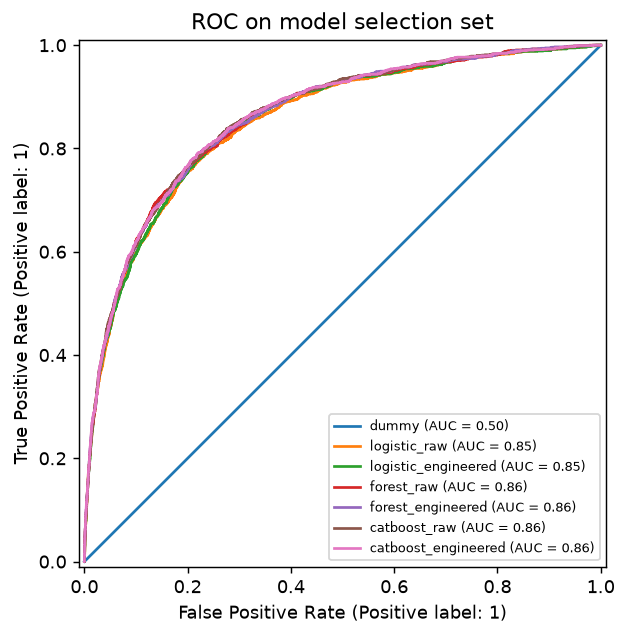 ROC on model selection set
True Positive Rate (Positive label: 1)
1.0
0.8
0.6
0.4
0.2
0.0
dummy (AUC = 0.50)
logistic_raw (AUC = 0.85)
logistic_engineered (AUC = 0.85)
forest_raw (AUC = 0.86)
forest_engineered (AUC = 0.86)
catboost_raw (AUC = 0.86)
catboost_engineered (AUC = 0.86)
0.0 0.2 0.4 0.6 0.8 1.0
False Positive Rate (Positive label: 1)